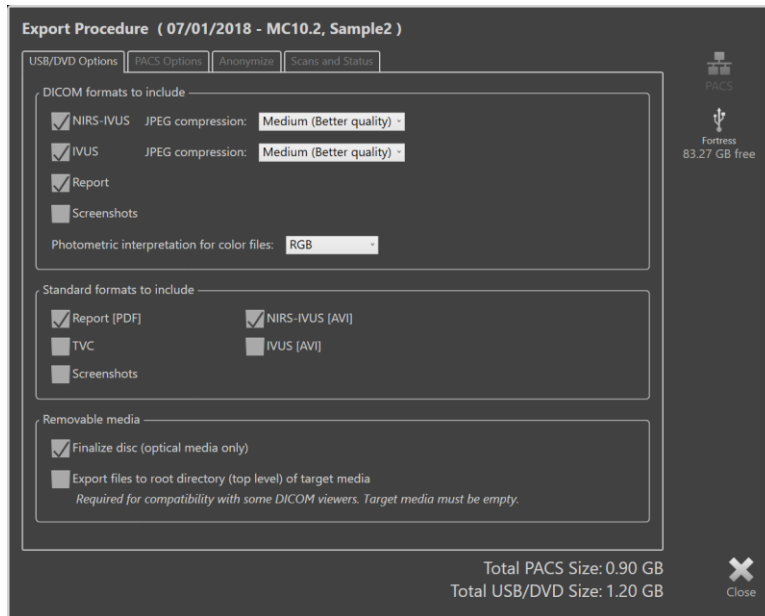 Export Procedure ( 07/01/2018 - MC10.2, Sample2 )
USB/DVD Options PACS Options Anonymize Scans and Status
PACS
Fortress
83.27 GB free
DICOM formats to include
NIRS-IVUS JPEG compression: Medium (Better quality)
IVUS JPEG compression: Medium (Better quality)
Report
Screenshots
Photometric interpretation for color files: RGB
Standard formats to include
Report [PDF] NIRS-IVUS [AVI]
TVC IVUS [AVI]
Screenshots
Removable media
Finalize disc (optical media only)
Export files to root directory (top level) of target media
Required for compatibility with some DICOM viewers. Target media must be empty.
Total PACS Size: 0.90 GB
Total USB/DVD Size: 1.20 GB
Close